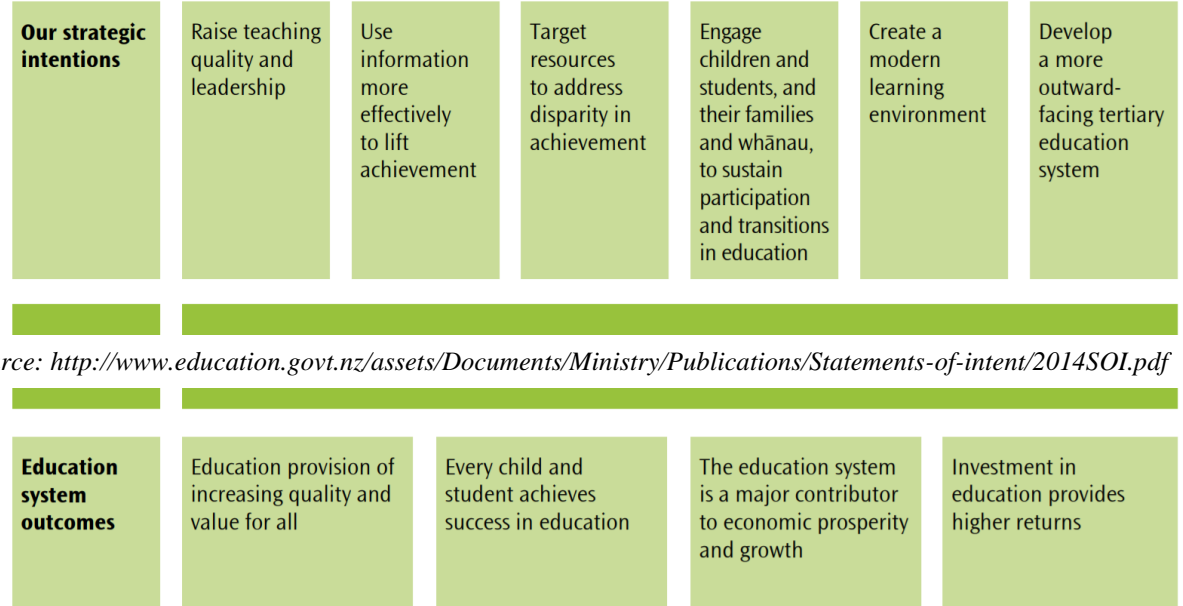 Our strategic
intentions
Raise teaching
quality and
leadership
Use
information
more
effectively
to lift
achievement
Target
resources
to address
disparity in
achievement
Engage
children and
students, and
their families
and whānau,
to sustain
participation
and transitions
in education
Create a
modern
learning
environment
Develop
a more
outward-
facing tertiary
education
system
rce: http://www.education.govt.nz/assets/Documents/Ministry/Publications/Statements-of-intent/2014SOI.pdf
Education
system
outcomes
Education provision of
increasing quality and
value for all
Every child and
student achieves
success in education
The education system
is a major contributor
to economic prosperity
and growth
Investment in
education provides
higher returns